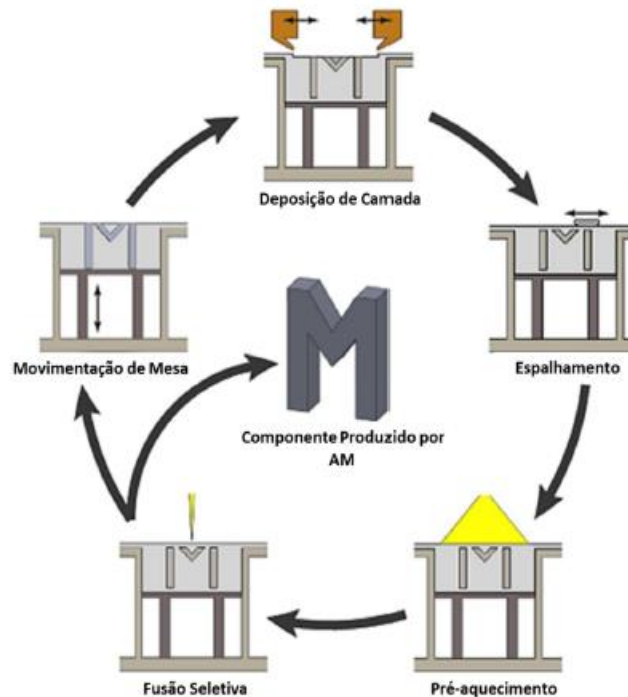 Deposição de Camada
Movimentação de Mesa
Espalhamento
Componente Produzido por
AM
Fusão Seletiva
Pré-aquecimento